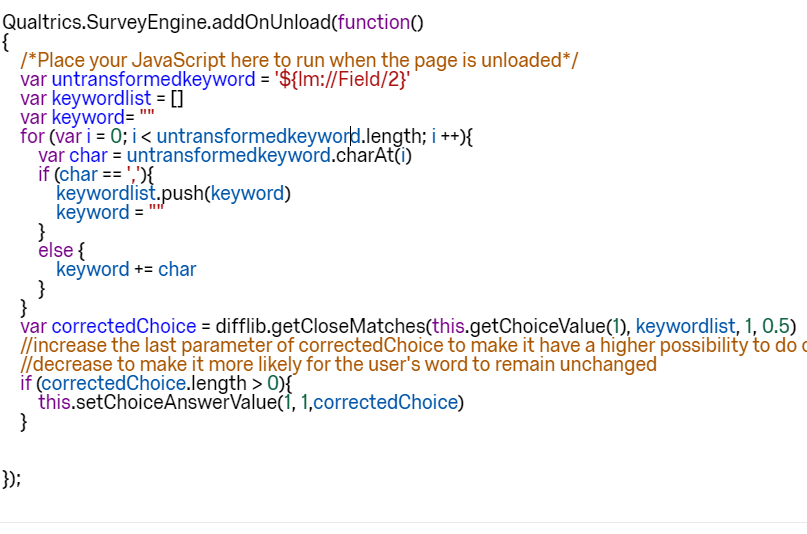 Qualtrics.SurveyEngine.addOnUnload(function()
{
/*Place your JavaScript here to run when the page is unloaded*/
var untransformedkeyword = '${lm://Field/2}'
var keywordlist = []
var keyword= ""
for (var i = 0; i < untransformedkeyword.length; i ++){
var char = untransformedkeyword.charAt(i)
if (char == ','){
keywordlist.push(keyword)
keyword = ""
}
else {
keyword += char
}
}
var correctedChoice = difflib.getCloseMatches(this.getChoiceValue(1), keywordlist, 1, 0.5)
//increase the last parameter of correctedChoice to make it have a higher possibility to do
//decrease to make it more likely for the user's word to remain unchanged
if (correctedChoice.length > 0){
this.setChoiceAnswerValue(1, 1,correctedChoice)
}
});